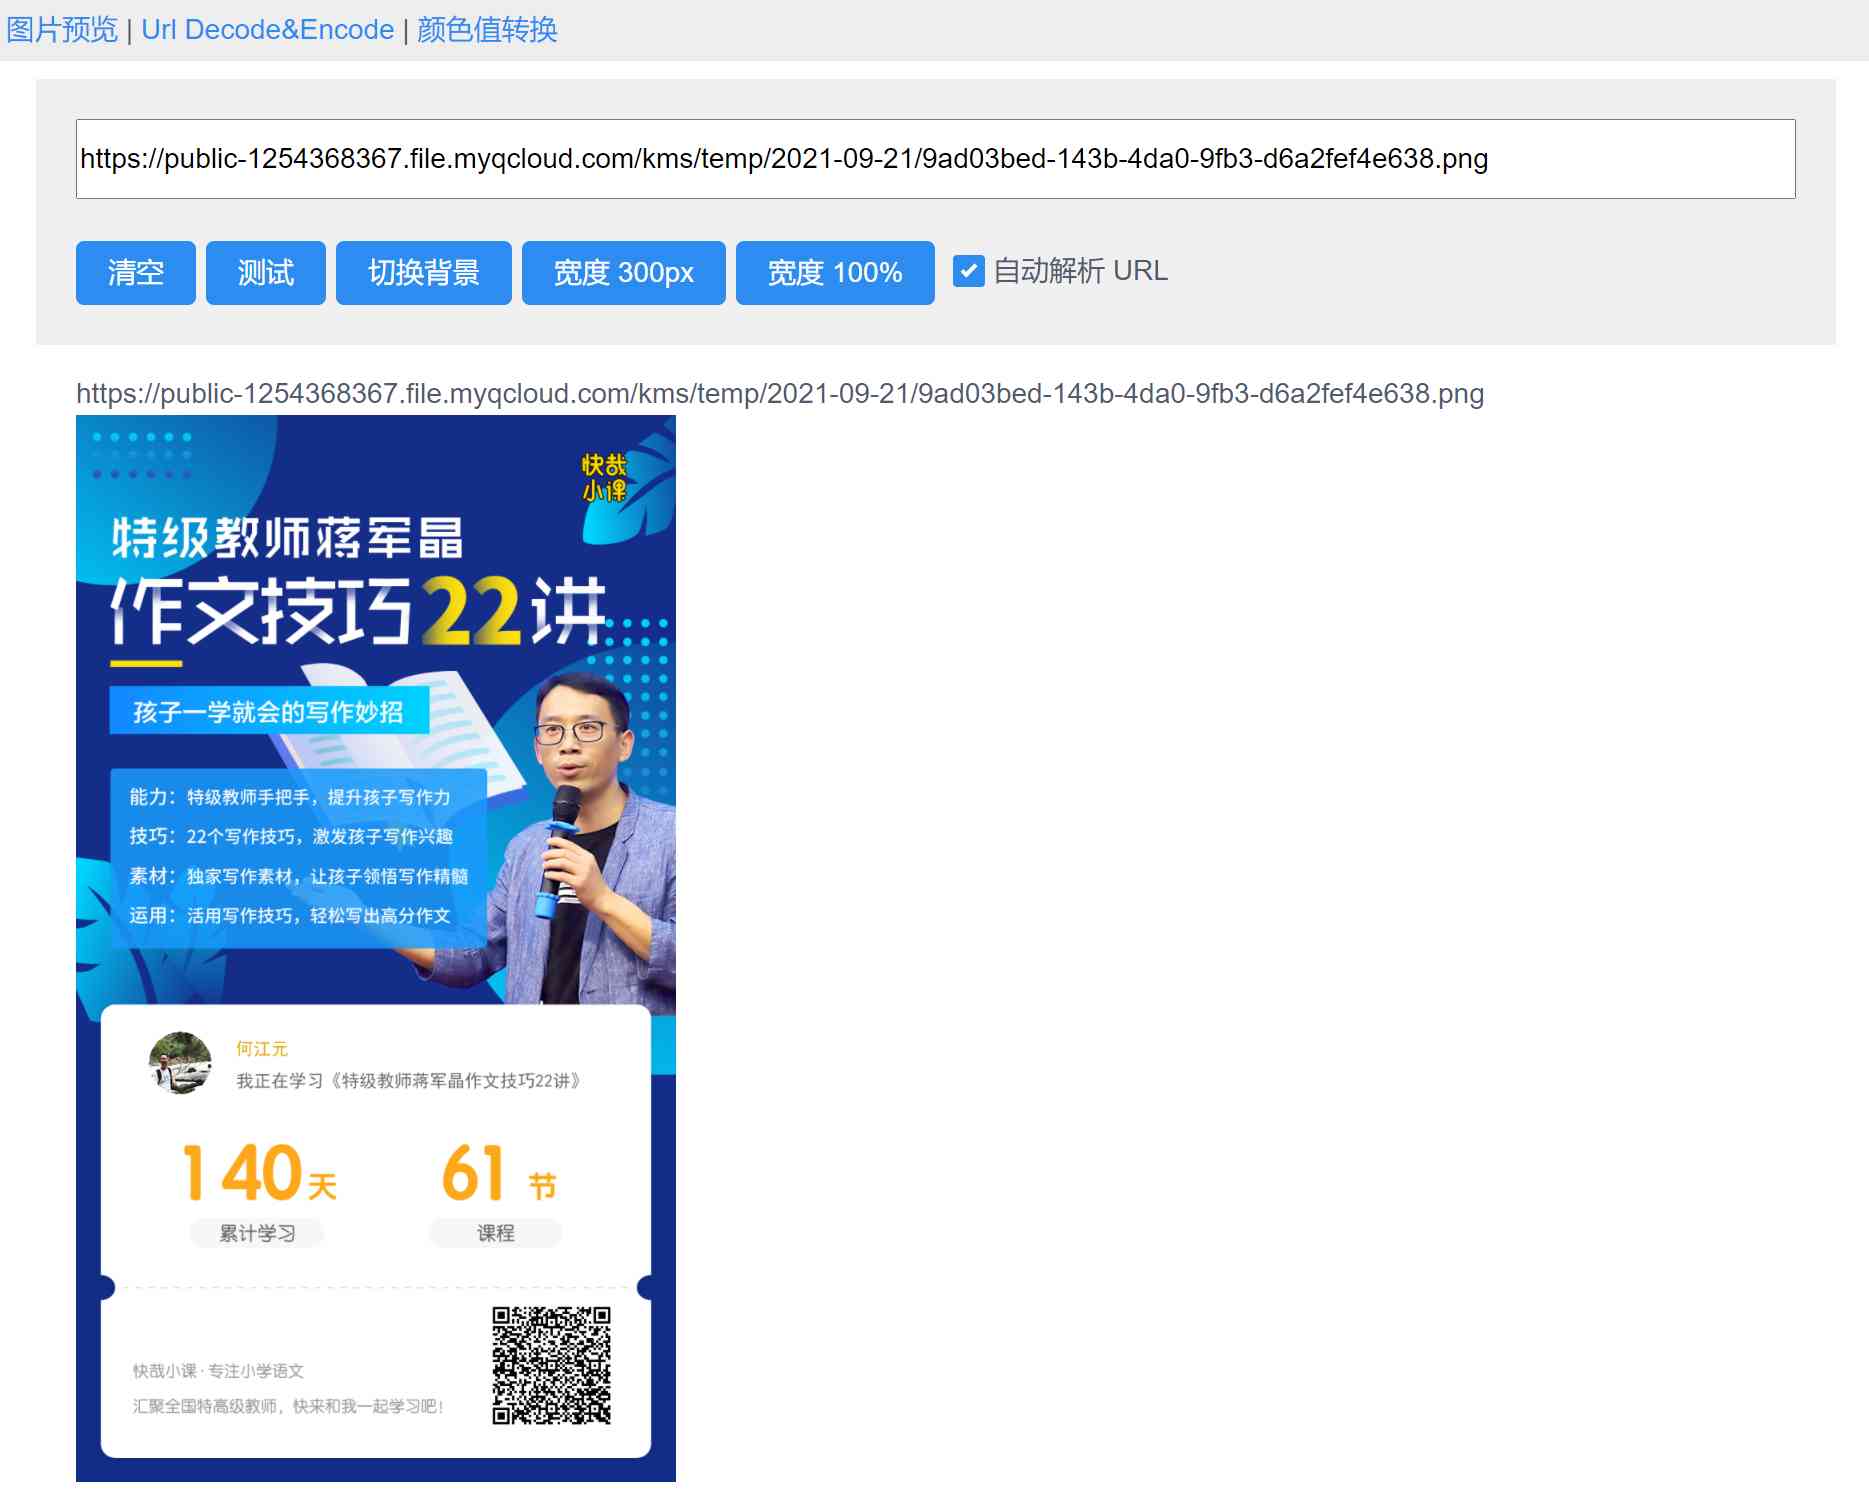 图片预览 | Url Decode&Encode | 颜色值转换
https://public-1254368367.file.myqcloud.com/kms/temp/2021-09-21/9ad03bed-143b-4da0-9fb3-d6a2fef4e638.png
清空 测试 切换背景 宽度 300px 宽度 100% 自动解析 URL
https://public-1254368367.file.myqcloud.com/kms/temp/2021-09-21/9ad03bed-143b-4da0-9fb3-d6a2fef4e638.png
快哉
小课
特级教师蒋军晶
作文技巧22讲
孩子一学就会的写作妙招
能力：特级教师手把手，提升孩子写作力
技巧：22个写作技巧，激发孩子写作兴趣
素材：独家写作素材，让孩子领悟写作精髓
运用：活用写作技巧，轻松写出高分作文
何江元
我正在学习《特级教师蒋军晶作文技巧22讲》
140天 61 节
累计学习 课程
快哉小课·专注小学语文
汇聚全国特高级教师，快来和我一起学习吧！